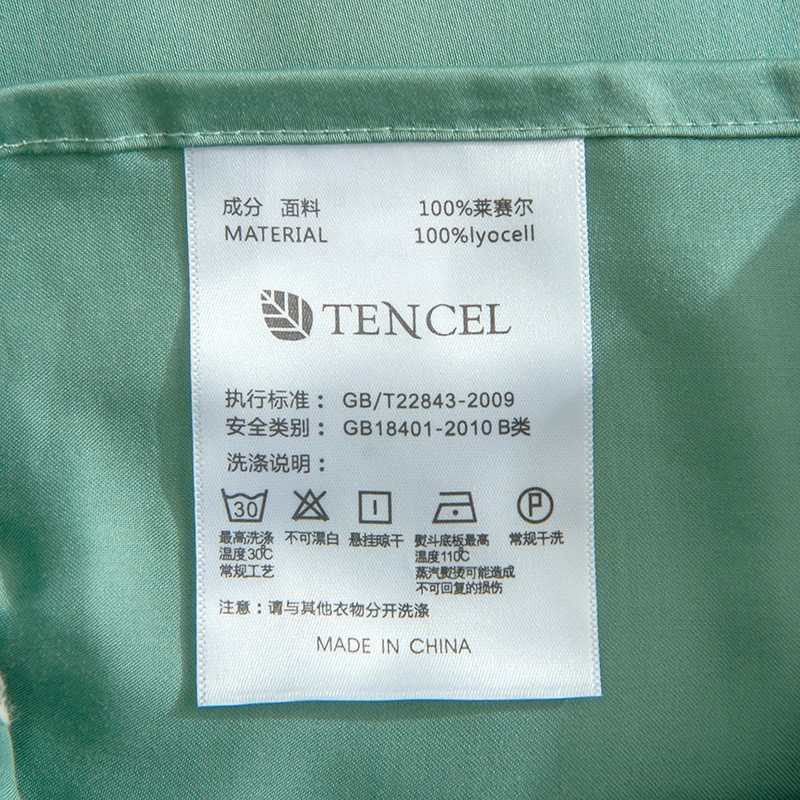 成分 面料 100%莱赛尔
MATERIAL 100%lyocell
TENCEL
执行标准： GB/T22843-2009
安全类别： GB18401-2010 B类
洗涤说明：
30 P
最高洗涤 不可漂白 悬挂晾干 熨斗底板最高 常规干洗
温度30℃ 温度110℃
常规工艺 蒸汽熨烫可能造成
不可回复的损伤
注意：请与其他衣物分开洗涤
MADE IN CHINA